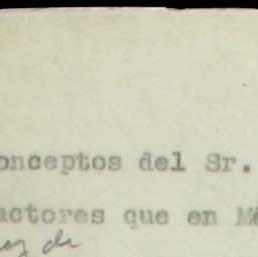 onceptos del Sr.
actores que en Mé